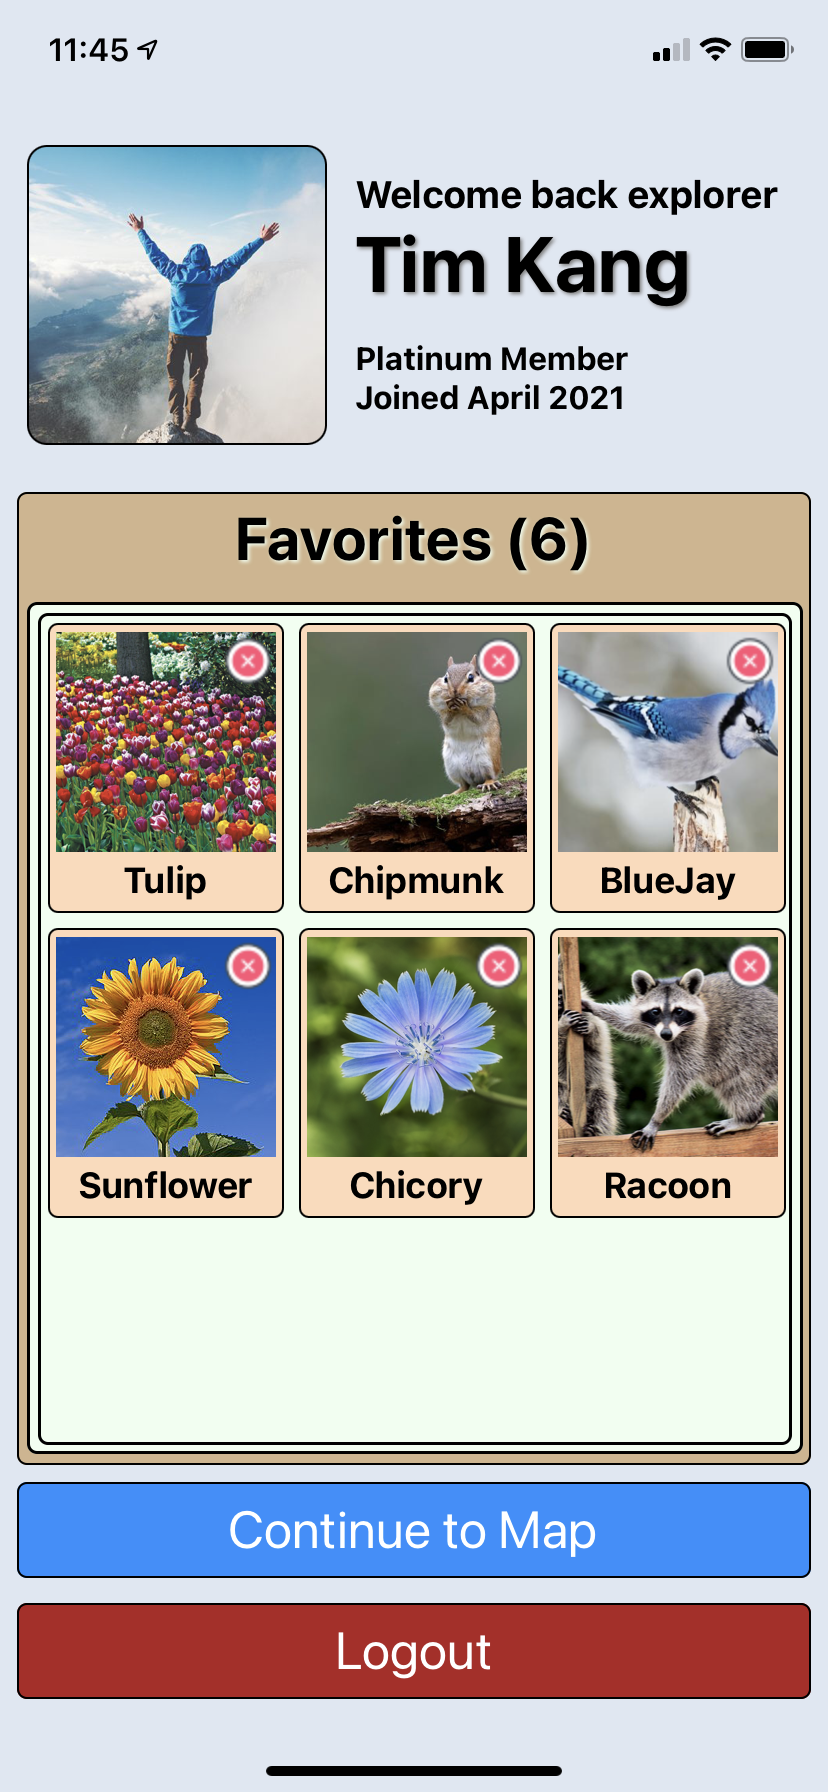 11:45
Welcome back explorer
Tim Kang
Platinum Member
Joined April 2021
Favorites (6)
Tulip
Chipmunk
BlueJay
Sunflower
Chicory
Racoon
Continue to Map
Logout